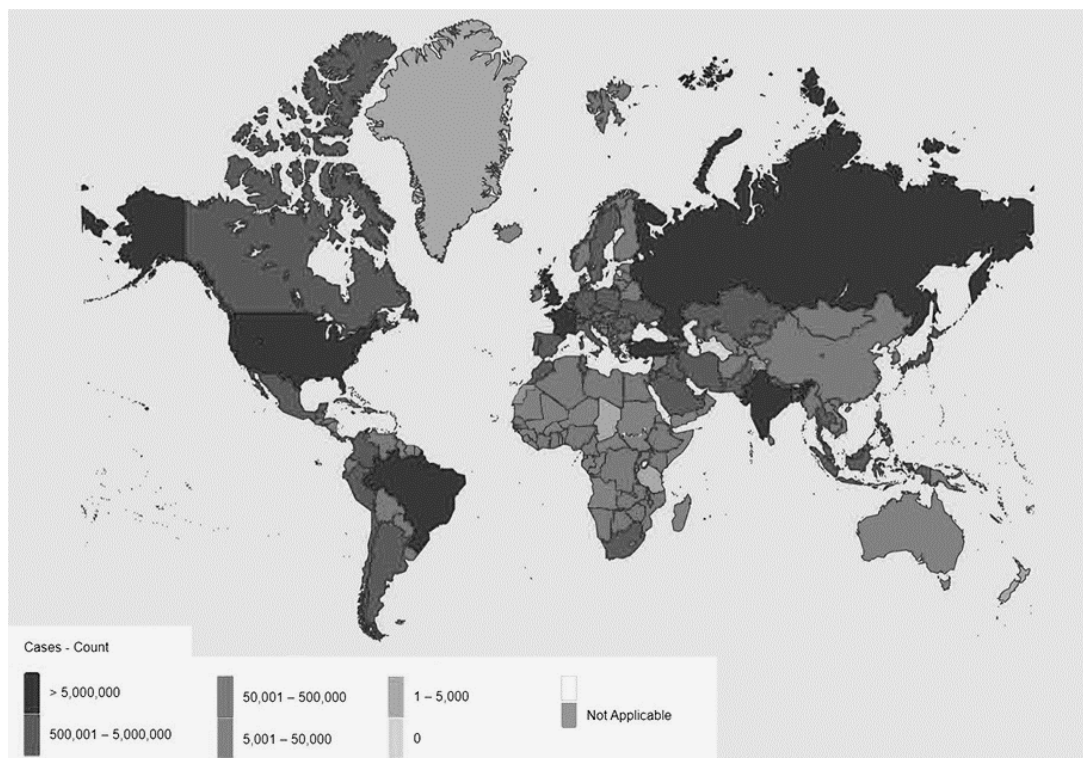 Cases - Count
> 5,000,000
500,001 – 5,000,000
50,001 – 500,000
5,001 – 50,000
1 – 5,000
0
Not Applicable